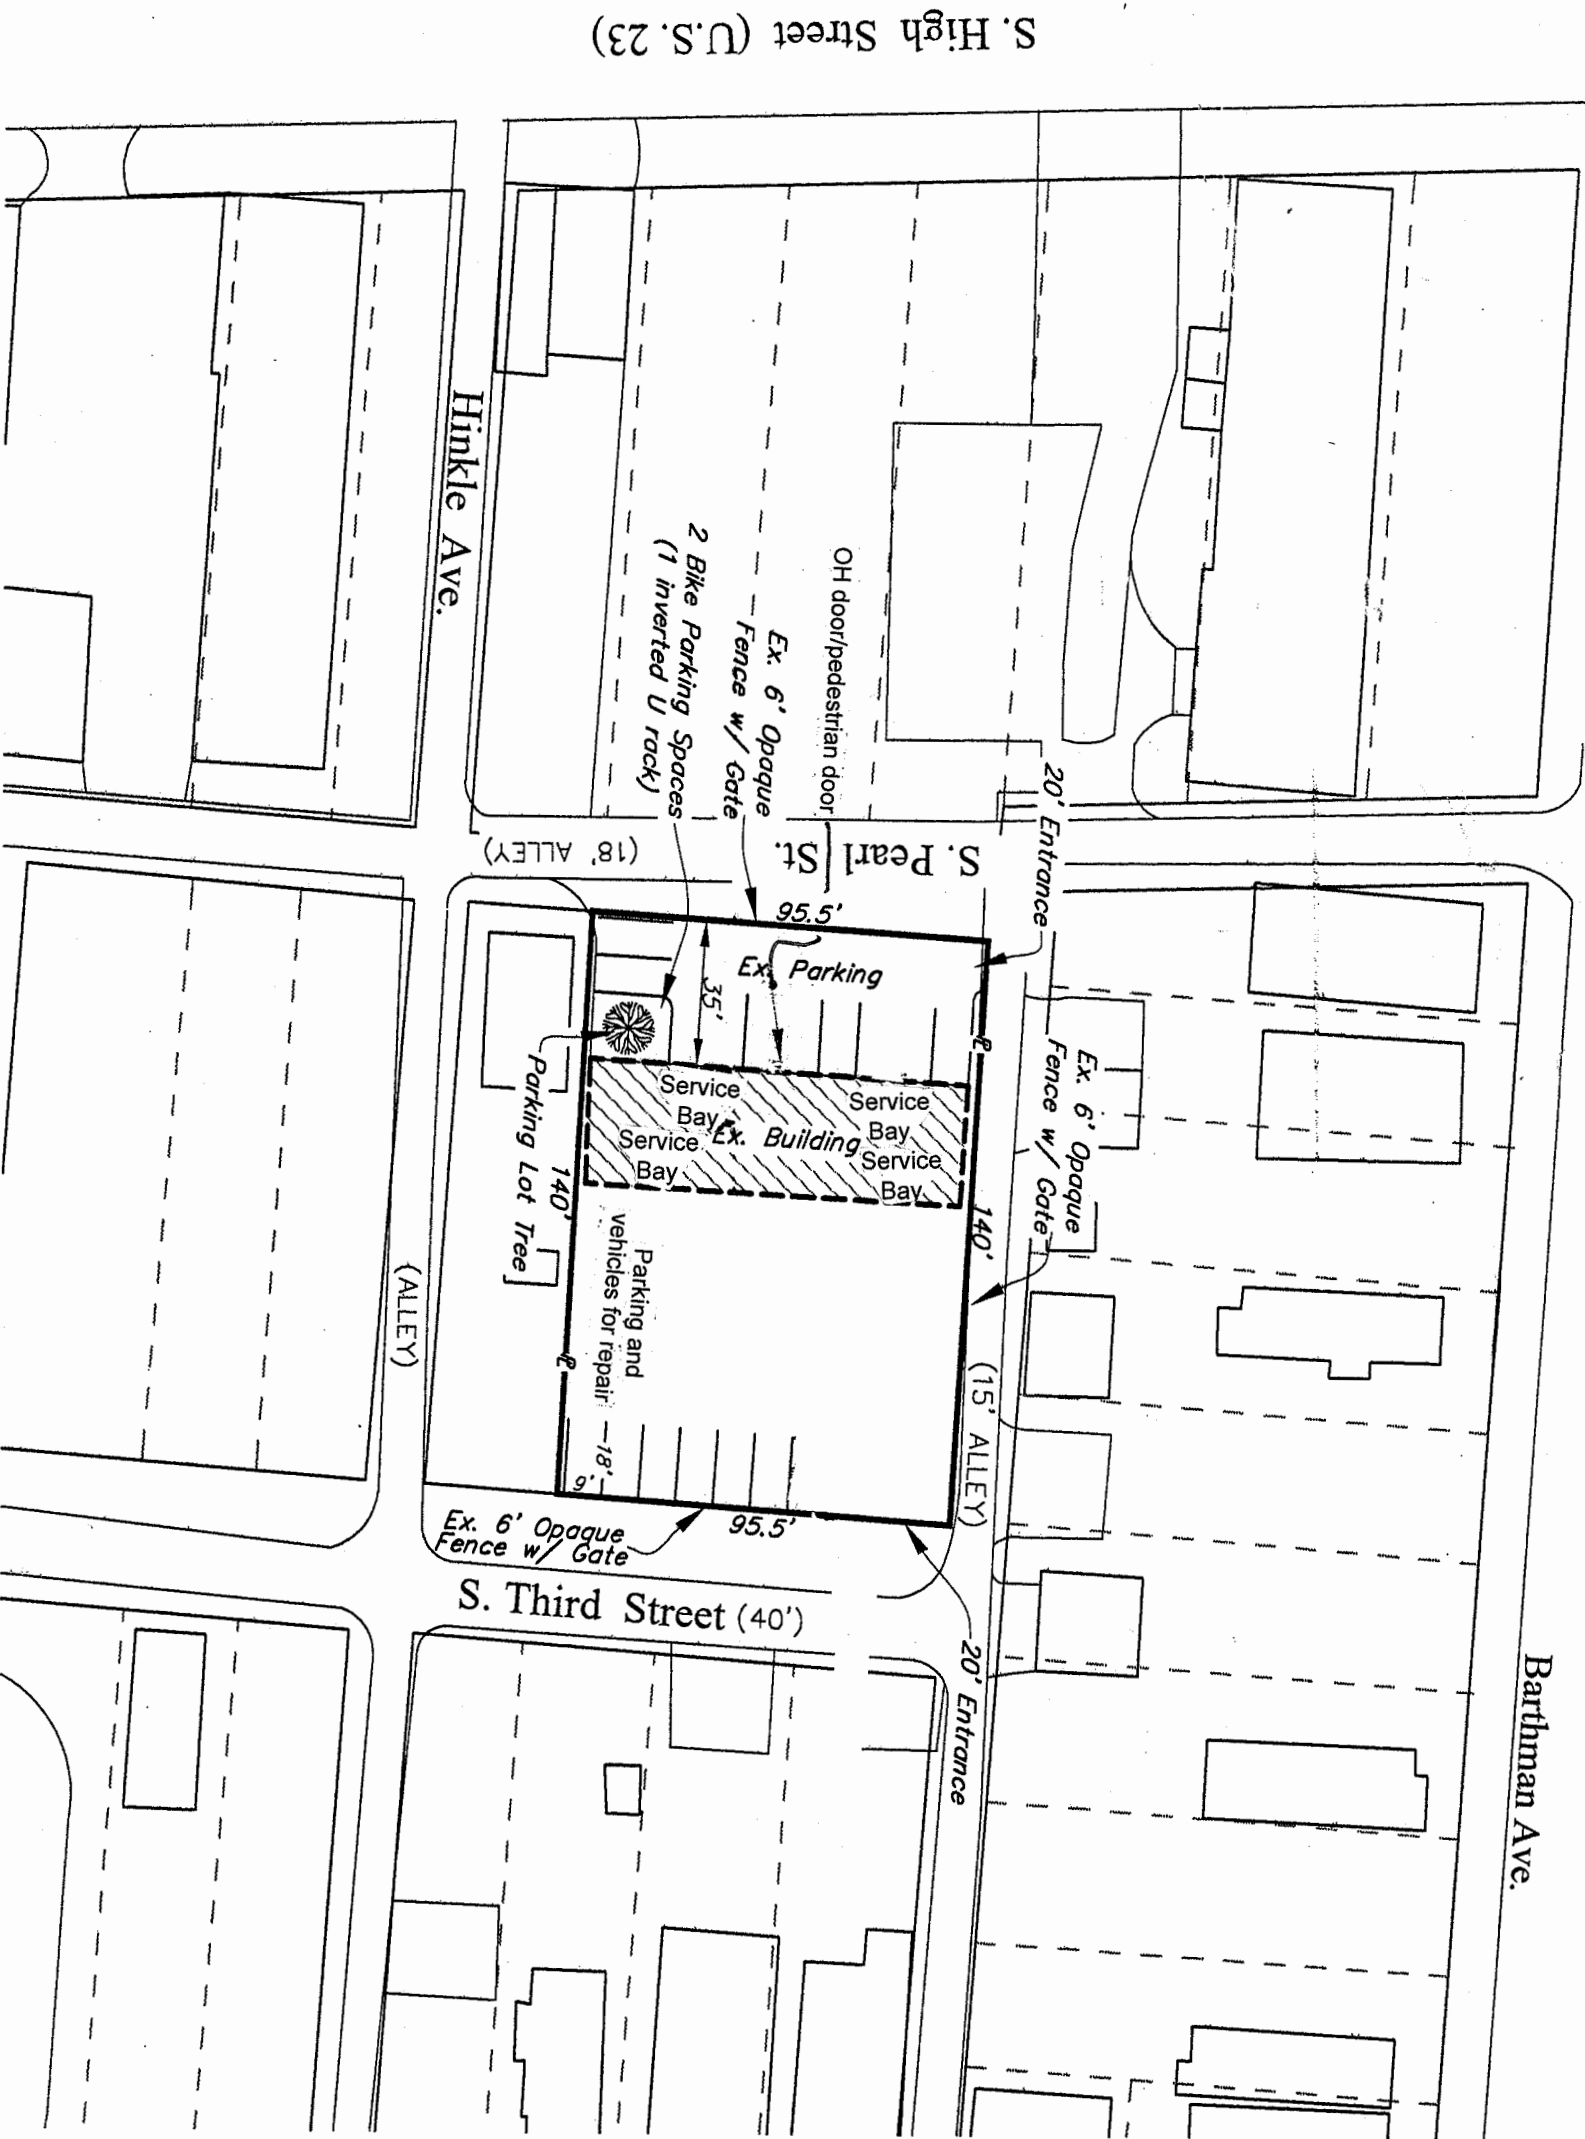 S. High Street (U.S. 23)
Hinkle Ave.
2 Bike Parking Spaces
(1 inverted U rack)
Ex. 6' Opaque
Fence w/ Gate
OH door/pedestrian door
20' Entrance
(18' ALLEY)
S. Pearl St.
95.5'
Ex. Parking
35'
PL
Ex. 6' Opaque
Fence w/ Gate
Parking Lot Tree
Service
Bay
Service
Bay
Ex. Building
Service
Bay
Service
Bay
140'
140'
Parking and
vehicles for repair
PL
(ALLEY)
(15' ALLEY)
18'
9'
95.5'
Ex. 6' Opaque
Fence w/ Gate
S. Third Street (40')
20' Entrance
Barthman Ave.